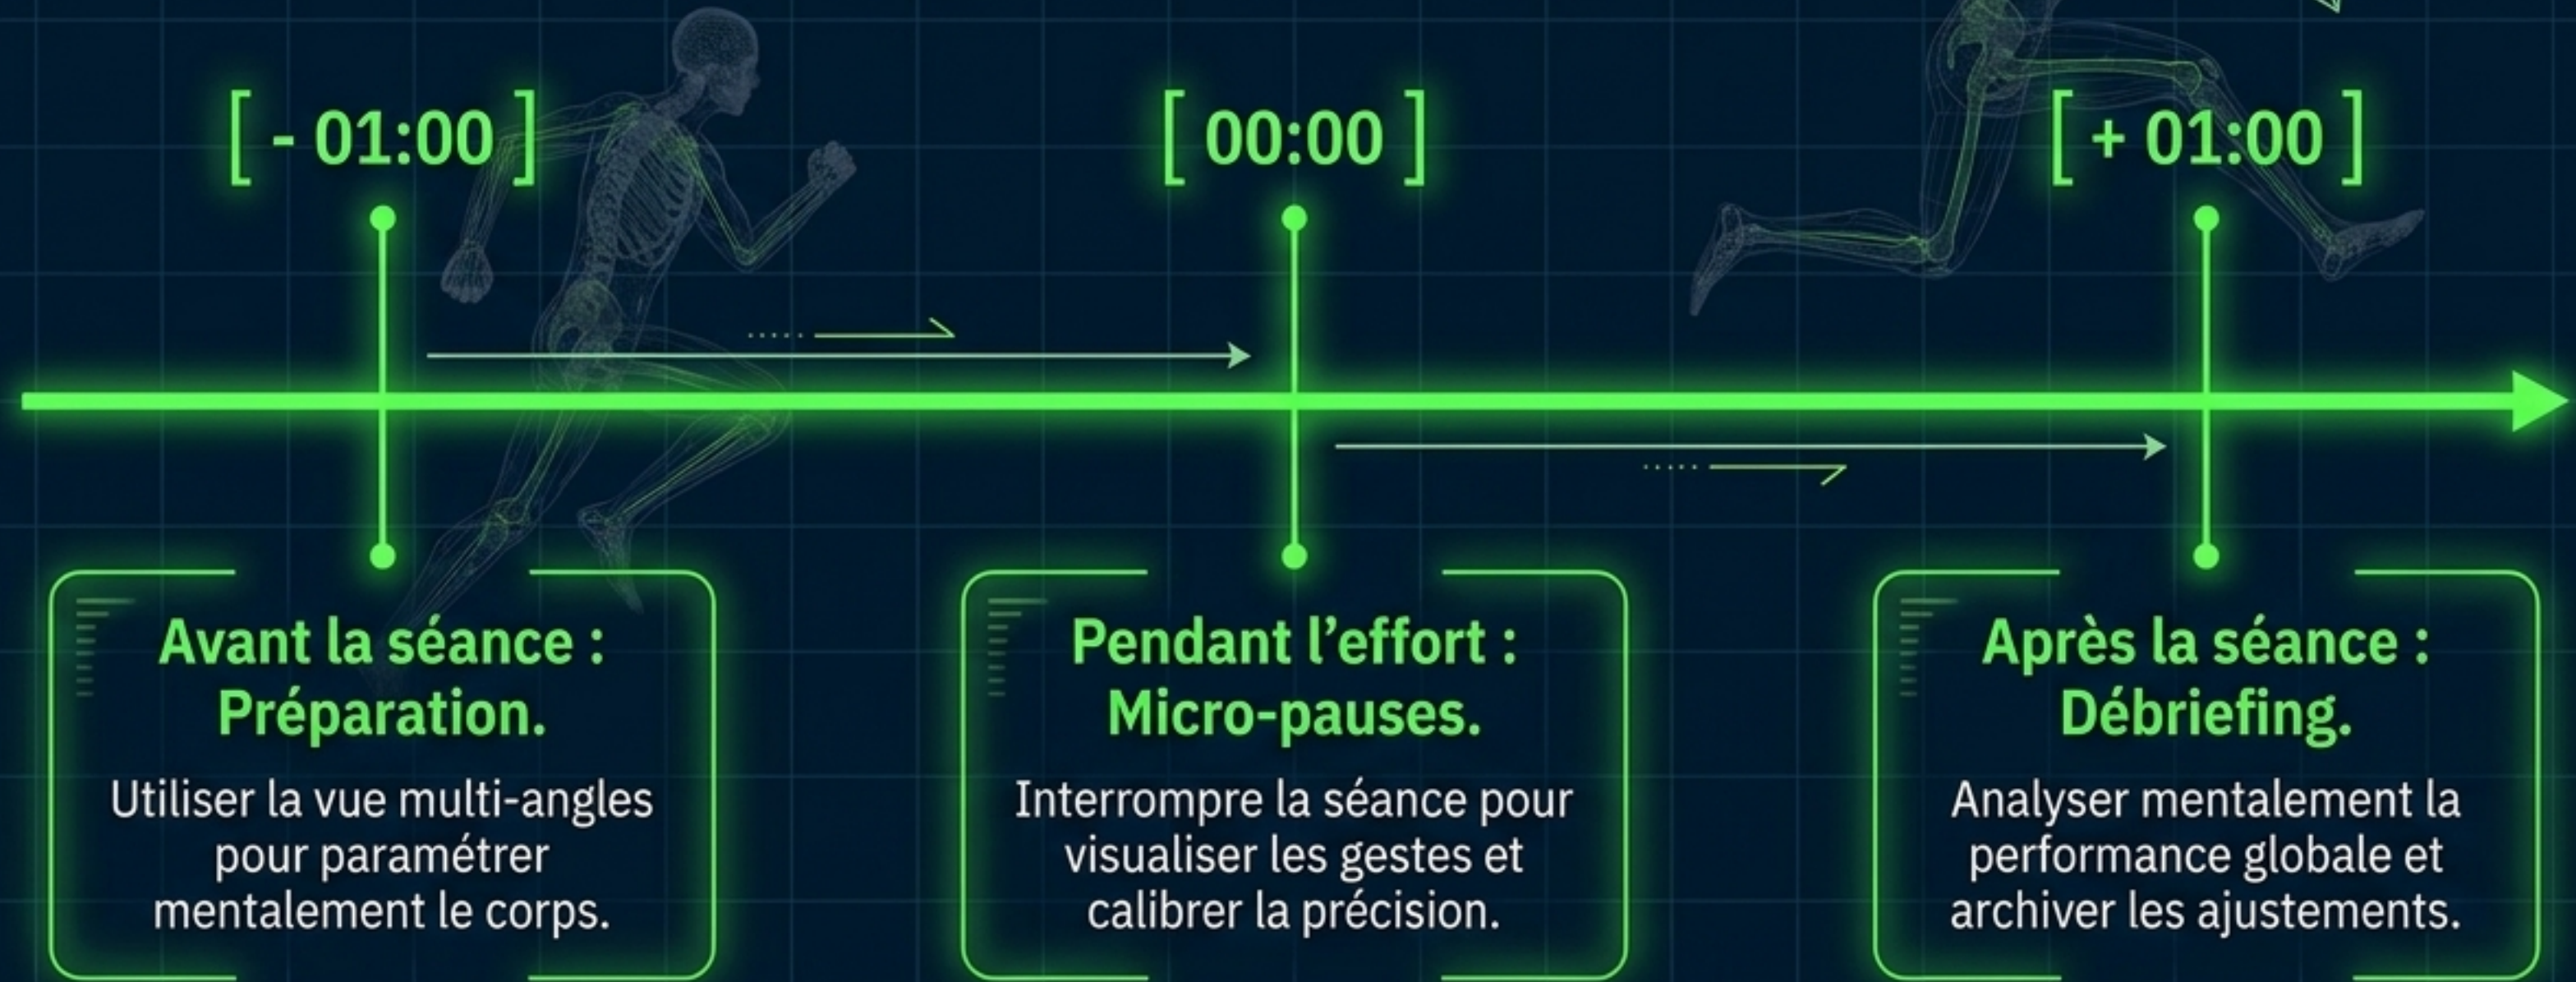 [ - 01:00 ]
[ 00:00 ]
[ + 01:00 ]
Avant la séance :
Préparation.
Utiliser la vue multi-angles
pour paramétrer
mentalement le corps.
Pendant l’effort :
Micro-pauses.
Interrompre la séance pour
visualiser les gestes et
calibrer la précision.
Après la séance :
Débriefing.
Analyser mentalement la
performance globale et
archiver les ajustements.